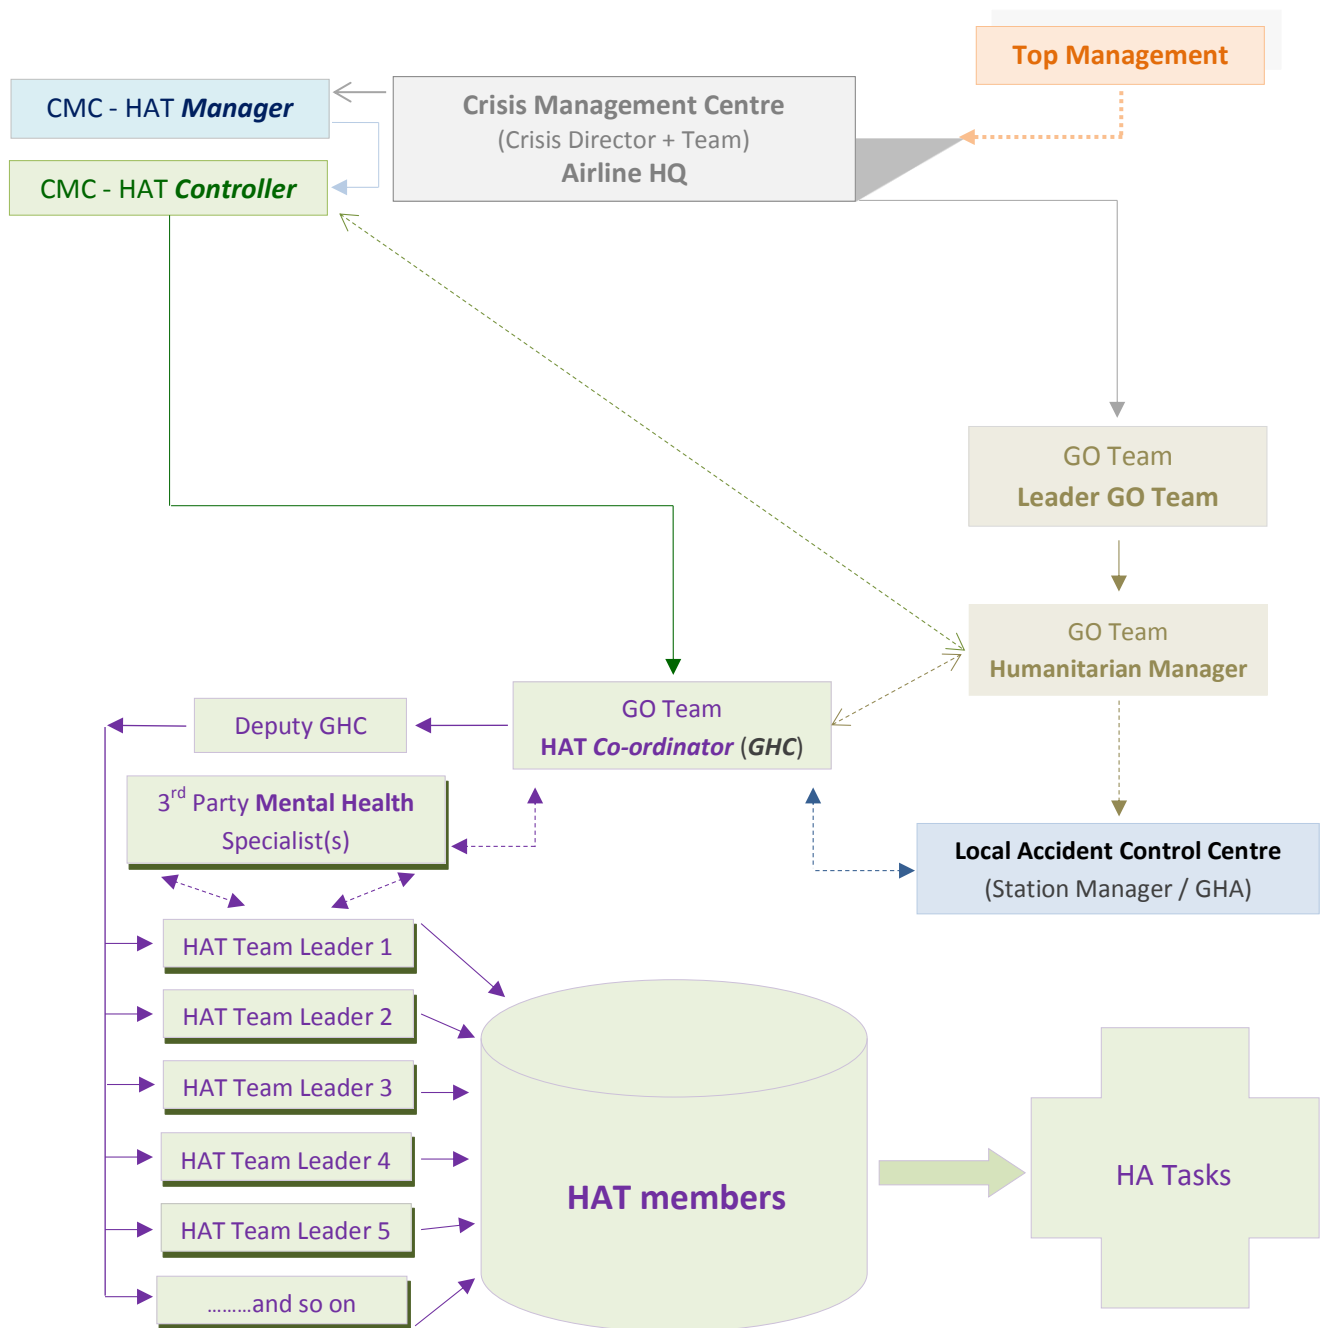 Top Management
CMC - HAT Manager
Crisis Management Centre
(Crisis Director + Team)
Airline HQ
CMC - HAT Controller
GO Team
Leader GO Team
GO Team
Humanitarian Manager
GO Team
HAT Co-ordinator (GHC)
Deputy GHC
3rd Party Mental Health
Specialist(s)
Local Accident Control Centre
(Station Manager / GHA)
HAT Team Leader 1
HAT Team Leader 2
HAT Team Leader 3
HAT Team Leader 4
HAT Team Leader 5
.........and so on
HAT members
HA Tasks